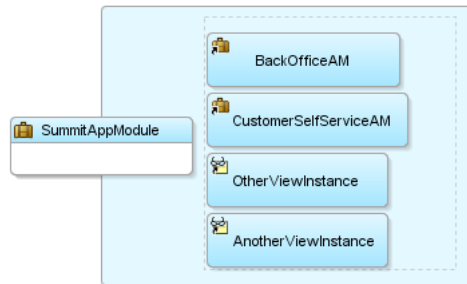 BackOfficeAM
CustomerSelfServiceAM
SummitAppModule
OtherViewInstance
AnotherViewInstance